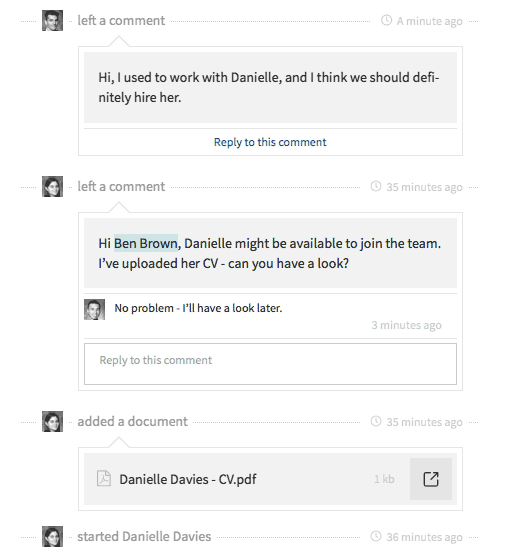 left a comment
A minute ago
Hi, I used to work with Danielle, and I think we should defi-
nitely hire her.
Reply to this comment
left a comment
35 minutes ago
Hi Ben Brown, Danielle might be available to join the team.
I've uploaded her CV - can you have a look?
No problem - I'll have a look later.
3 minutes ago
Reply to this comment
added a document
35 minutes ago
Danielle Davies - CV.pdf
1 kb
started Danielle Davies
36 minutes ago